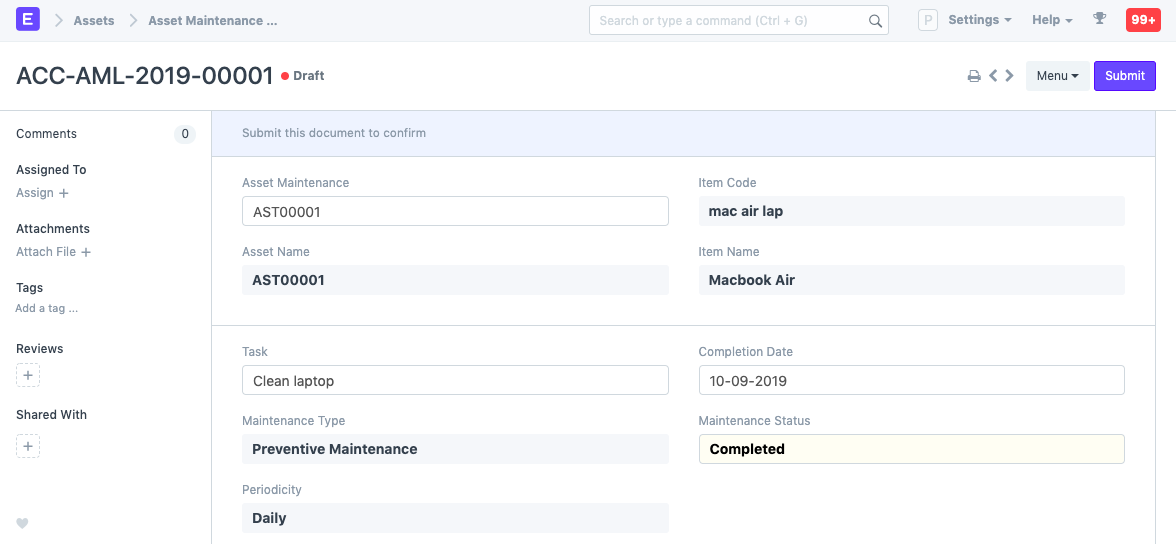 E Assets Asset Maintenance ... Search or type a command (Ctrl + G) P Settings Help 99+
ACC-AML-2019-00001 Draft Menu Submit
Comments 0
Assigned To
Assign +
Attachments
Attach File +
Tags
Add a tag ...
Reviews
+
Shared With
+
Submit this document to confirm
Asset Maintenance
AST00001
Item Code
mac air lap
Asset Name
AST00001
Item Name
Macbook Air
Task
Clean laptop
Completion Date
10-09-2019
Maintenance Type
Preventive Maintenance
Maintenance Status
Completed
Periodicity
Daily